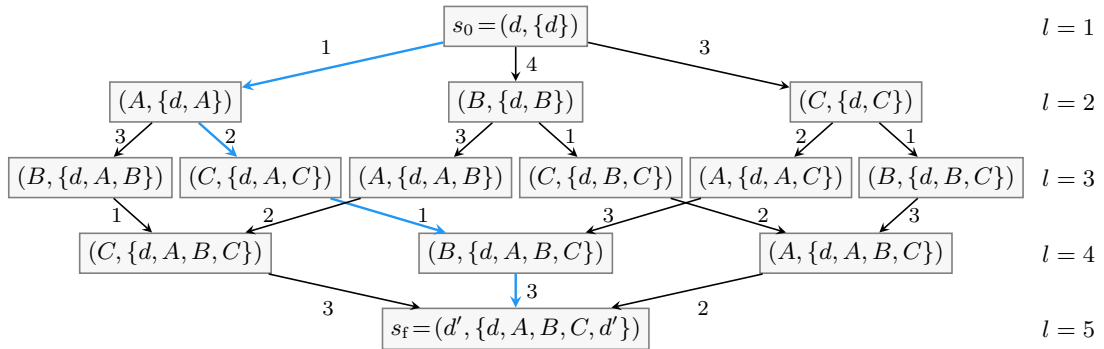 s₀=(d, {d}) l = 1
1 4 3
(A, {d, A}) (B, {d, B}) (C, {d, C}) l = 2
3 2 3 1 2 1
(B, {d, A, B}) (C, {d, A, C}) (A, {d, A, B}) (C, {d, B, C}) (A, {d, A, C}) (B, {d, B, C}) l = 3
1 2 1 3 2 3
(C, {d, A, B, C}) (B, {d, A, B, C}) (A, {d, A, B, C}) l = 4
3 3 2
s_f=(d′, {d, A, B, C, d′}) l = 5